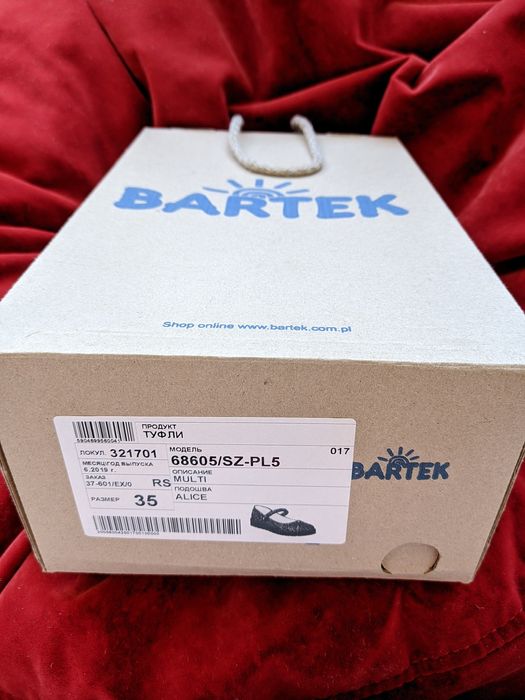 BARTEK
Shop online www.bartek.com.pl
ПРОДУКТ
ТУФЛИ
ЛОКУЛ. 321701
МОДЕЛЬ
68605/SZ-PL5
017
МЕСЯЦ/ГОД ВЫПУСКА
6.2019 г.
ОПИСАНИЕ
MULTI
ЗАКАЗ
37-601/EX/0
RS
ПОДОШВА
ALICE
РАЗМЕР 35
BARTEK